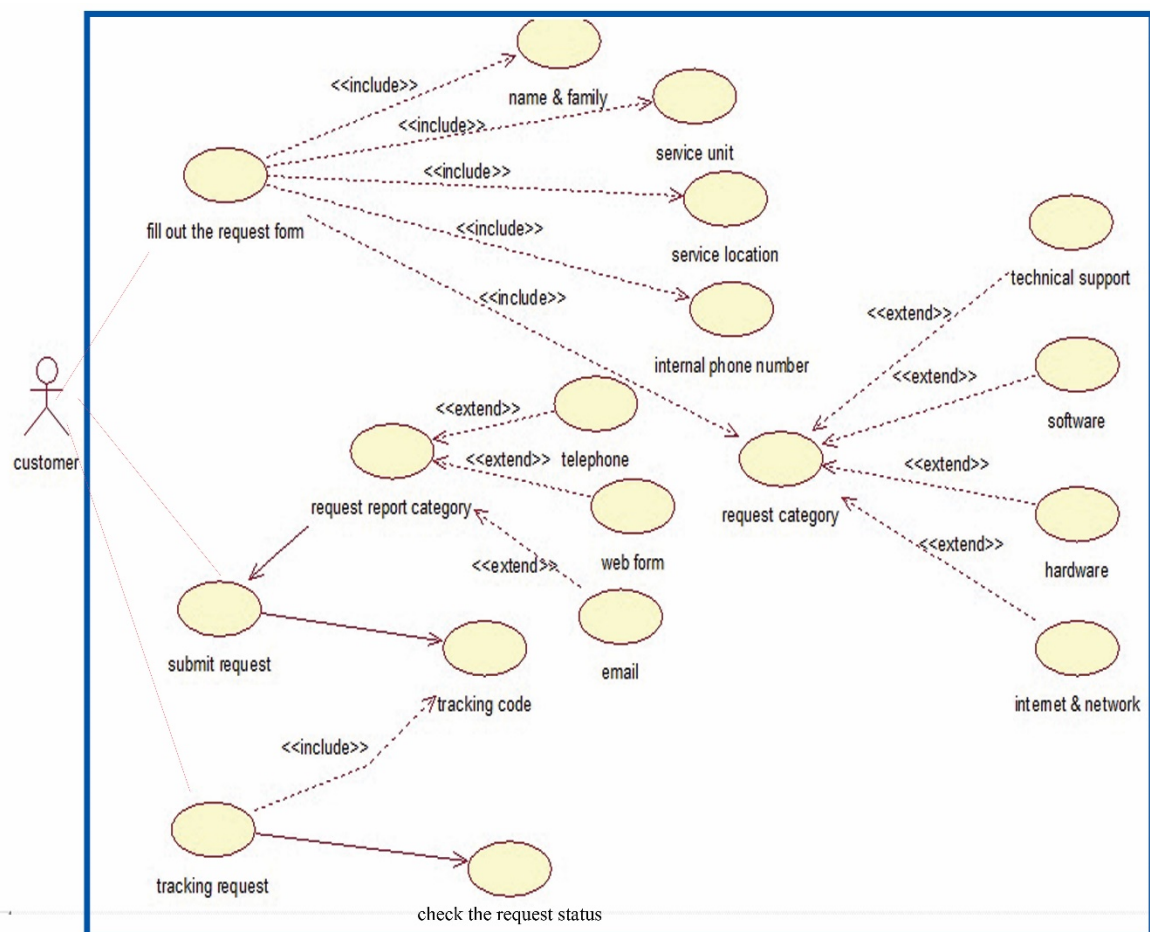 <<include>>
name & family
<<include>>
service unit
<<include>>
fill out the request form
<<include>>
service location
technical support
<<include>>
<<extend>>
internal phone number
<<extend>>
software
<<extend>>
customer
telephone
<<extend>>
<<extend>>
request report category
request category
<<extend>>
web form
<<extend>>
hardware
submit request
email
tracking code
internet & network
<<include>>
tracking request
check the request status